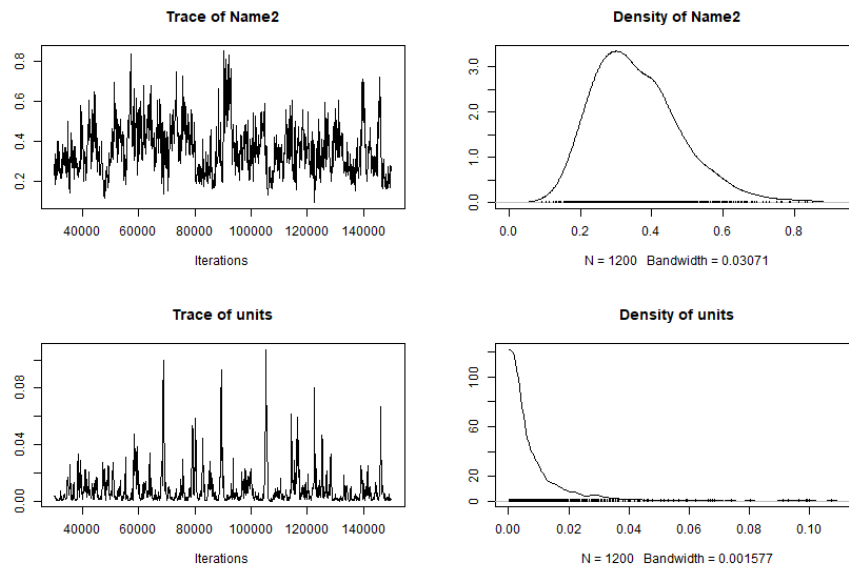 Trace of Name2
0.2 0.4 0.6 0.8
40000 60000 80000 100000 120000 140000
Iterations
Density of Name2
0.0 1.0 2.0 3.0
0.0 0.2 0.4 0.6 0.8
N = 1200 Bandwidth = 0.03071
Trace of units
0.00 0.04 0.08
40000 60000 80000 100000 120000 140000
Iterations
Density of units
0 20 60 100
0.00 0.02 0.04 0.06 0.08 0.10
N = 1200 Bandwidth = 0.001577